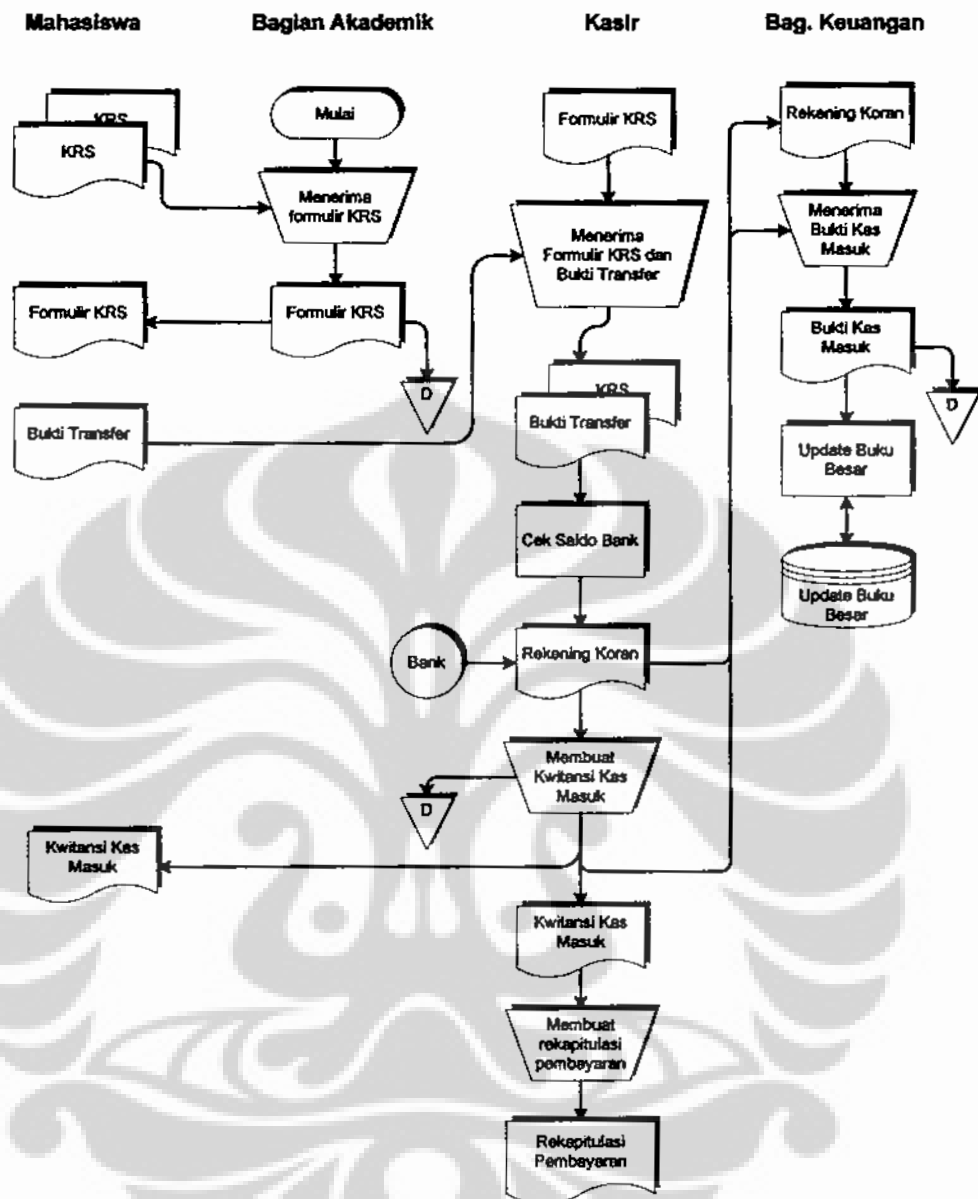 Mahasiswa
Bagian Akademik
Kasir
Bag. Keuangan
KRS
KRS
Formulir KRS
Bukti Transfer
Kwitansi Kas
Masuk
Mulai
Menerima
formulir KRS
Formulir KRS
D
Formulir KRS
Menerima
Formulir KRS dan
Bukti Transfer
KRS
Bukti Transfer
Cek Saldo Bank
Bank
Rekening Koran
Membuat
Kwitansi Kas
Masuk
D
Kwitansi Kas
Masuk
Membuat
rekapitulasi
pembayaran
Rekapitulasi
Pembayaran
Rekening Koran
Menerima
Bukti Kas
Masuk
Bukti Kas
Masuk
D
Update Buku
Besar
Update Buku
Besar